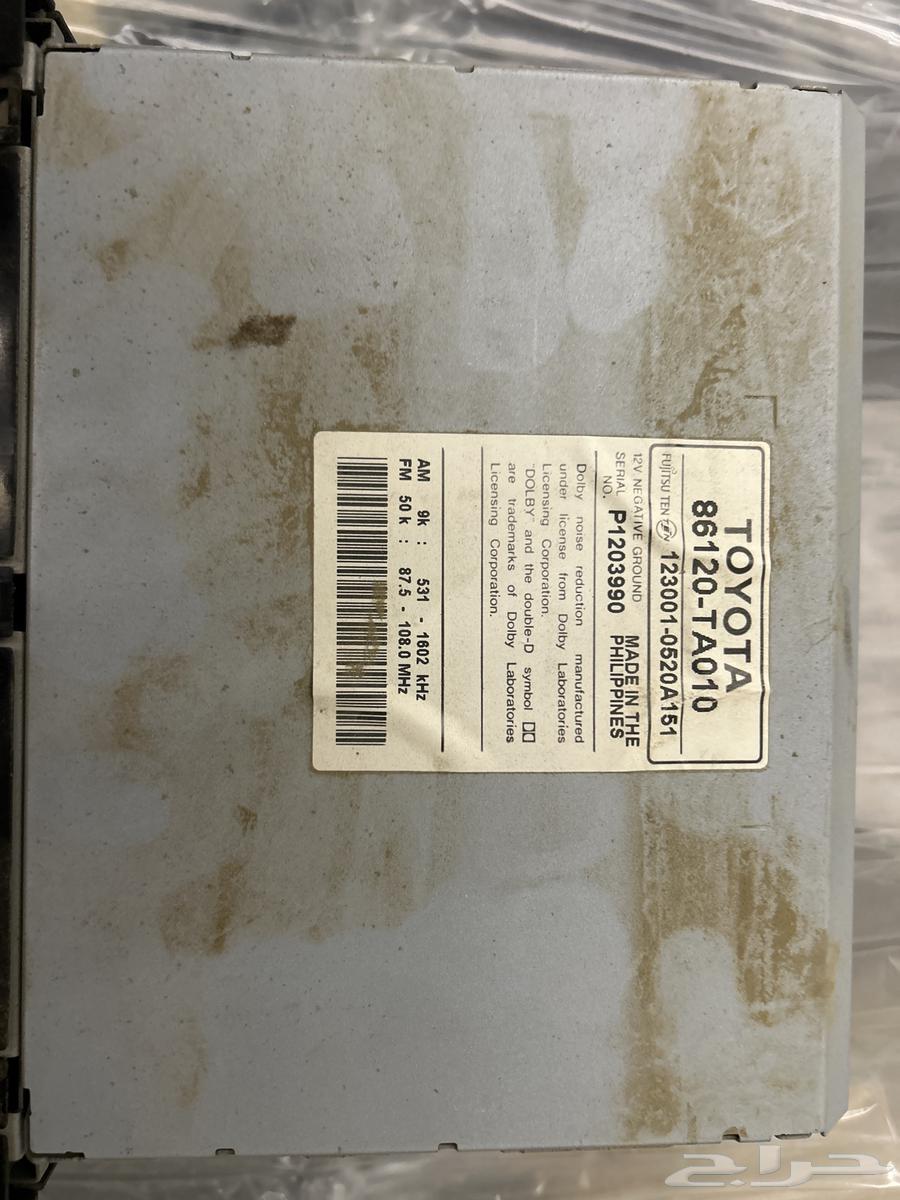 TOYOTA
86120-TA010
FUJITSU TEN TEN 123001-0520A151
12V NEGATIVE GROUND
MADE IN THE
PHILIPPINES
SERIAL
NO. P1203990
Dolby noise reduction manufactured
under license from Dolby Laboratories
Licensing Corporation.
"DOLBY" and the double-D symbol
are trademarks of Dolby Laboratories
Licensing Corporation.
AM 9k : 531 - 1602 kHz
FM 50k : 87.5 - 108.0 MHz
حراج